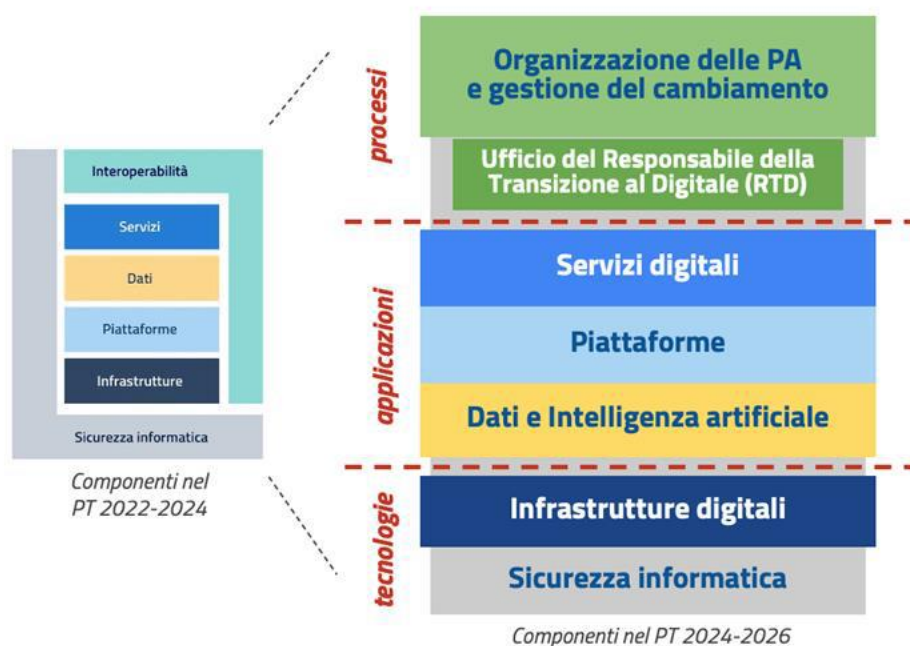 Interoperabilità
Servizi
Dati
Piattaforme
Infrastrutture
Sicurezza informatica
Componenti nel
PT 2022-2024
processi
Organizzazione delle PA
e gestione del cambiamento
Ufficio del Responsabile della
Transizione al Digitale (RTD)
applicazioni
Servizi digitali
Piattaforme
Dati e Intelligenza artificiale
tecnologie
Infrastrutture digitali
Sicurezza informatica
Componenti nel PT 2024-2026